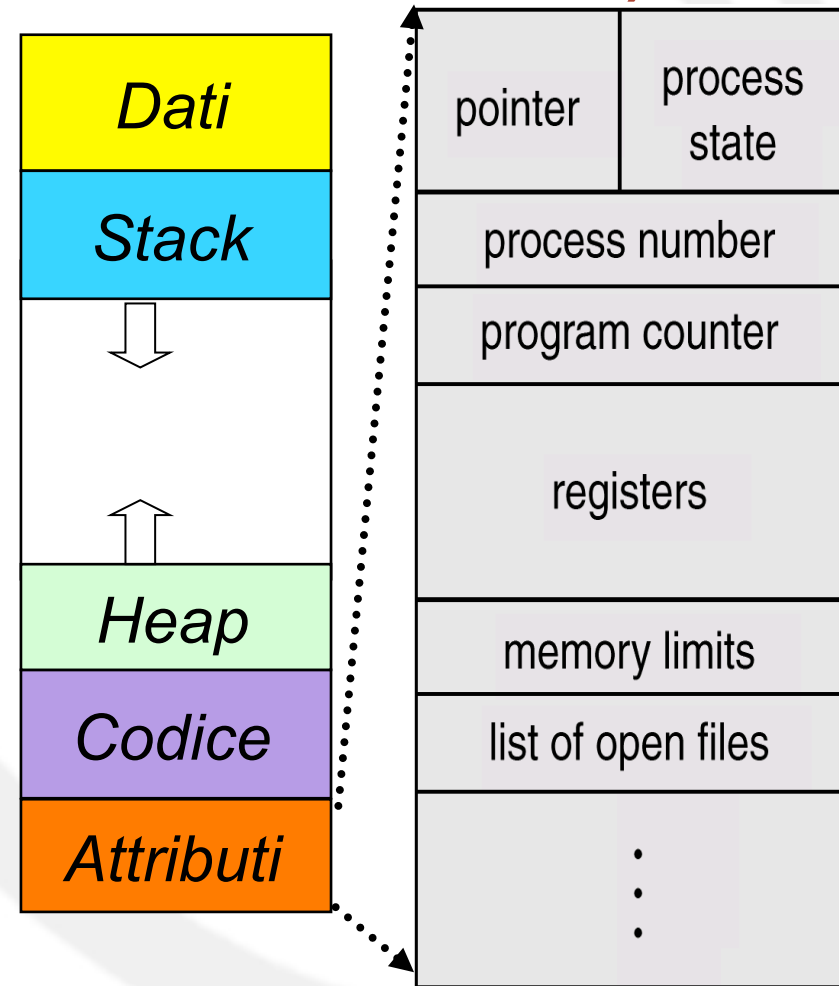 Dati
Stack
Heap
Codice
Attributi
pointer
process
state
process number
program counter
registers
memory limits
list of open files